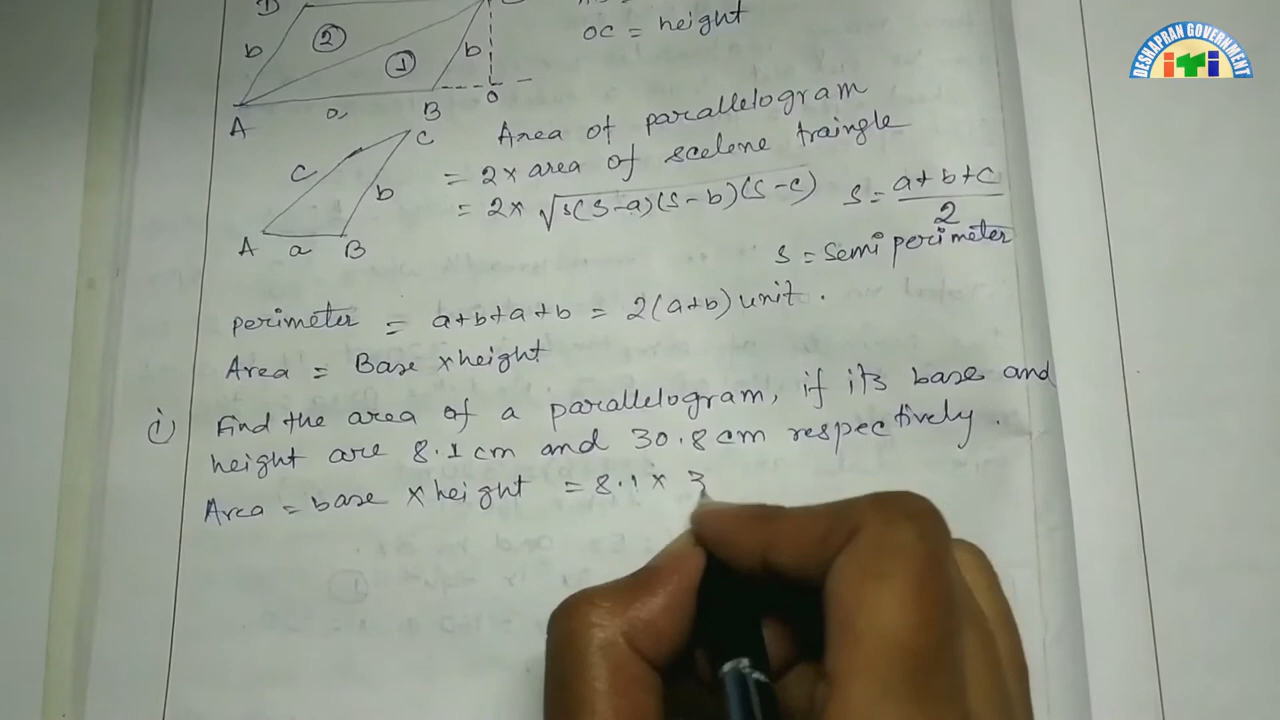 D
b
2
1
b
OC = height
A
a
B
O
C
c
b
A
a
B
Area of parallelogram
= 2 x area of scelene traingle
= 2 x √s(s-a)(s-b)(s-c) s = a+b+c / 2
s = Semi perimeter
perimeter = a+b+a+b = 2(a+b) unit.
Area = Base x height
i) Find the area of a parallelogram, if its base and
height are 8.1 cm and 30.8 cm respectively.
Area = base x height = 8.1 x 3
DESHAPRAN GOVERNMENT
iTi